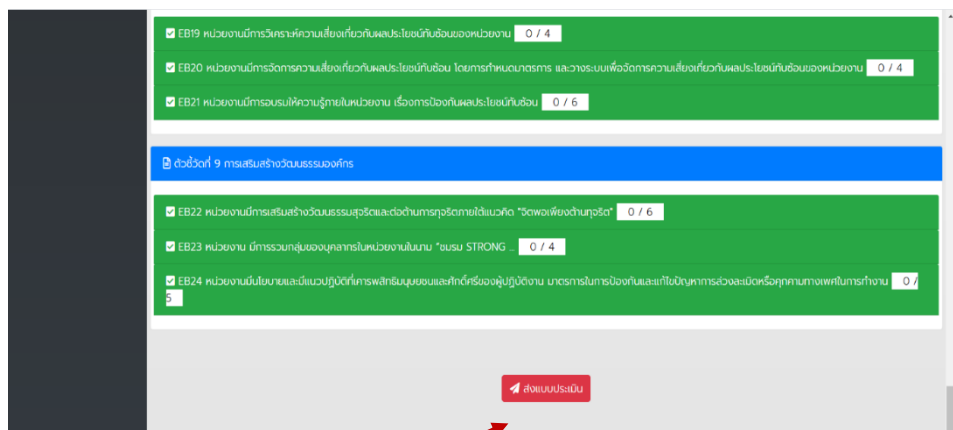 EB19 หน่วยงานมีการวิเคราะห์ความเสี่ยงเกี่ยวกับผลประโยชน์ทับซ้อนของหน่วยงาน 0 / 4
EB20 หน่วยงานมีการจัดการความเสี่ยงเกี่ยวกับผลประโยชน์ทับซ้อน โดยการกำหนดมาตรการ และวางระบบเพื่อจัดการความเสี่ยงเกี่ยวกับผลประโยชน์ทับซ้อนของหน่วยงาน 0 / 4
EB21 หน่วยงานมีการอบรมให้ความรู้ภายในหน่วยงาน เรื่องการป้องกันผลประโยชน์ทับซ้อน 0 / 6
ตัวชี้วัดที่ 9 การเสริมสร้างวัฒนธรรมองค์กร
EB22 หน่วยงานมีการเสริมสร้างวัฒนธรรมสุจริตและต่อต้านการทุจริตภายใต้แนวคิด "จิตพอเพียงต้านทุจริต" 0 / 6
EB23 หน่วยงาน มีการรวมกลุ่มของบุคลากรในหน่วยงานในนาม "ชมรม STRONG ... 0 / 4
EB24 หน่วยงานมีนโยบายและมีแนวปฏิบัติที่เคารพสิทธิมนุษยชนและศักดิ์ศรีของผู้ปฏิบัติงาน มาตรการในการป้องกันและแก้ไขปัญหาการล่วงละเมิดหรือคุกคามทางเพศในการทำงาน 0 /
5
ส่งแบบประเมิน